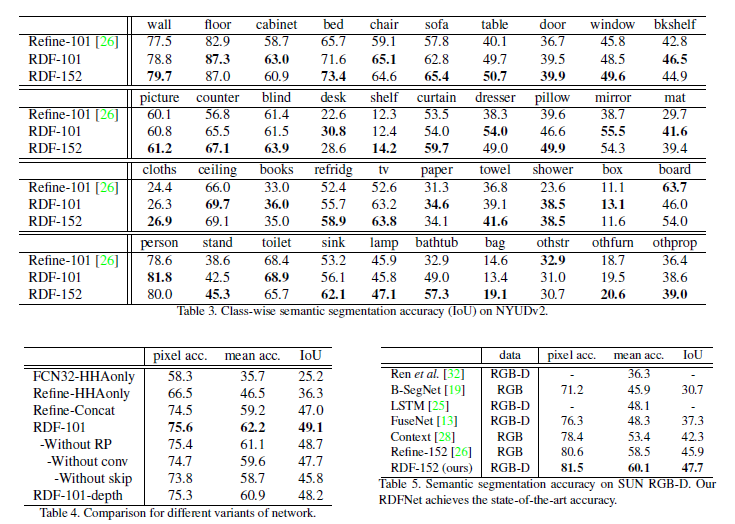 wall floor cabinet bed chair sofa table door window bkshelf
Refine-101 [26] 77.5 82.9 58.7 65.7 59.1 57.8 40.1 36.7 45.8 42.8
RDF-101 78.8 87.3 63.0 71.6 65.1 62.8 49.7 39.5 48.5 46.5
RDF-152 79.7 87.0 60.9 73.4 64.6 65.4 50.7 39.9 49.6 44.9
picture counter blind desk shelf curtain dresser pillow mirror mat
Refine-101 [26] 60.1 56.8 61.4 22.6 12.3 53.5 38.3 39.6 38.7 29.7
RDF-101 60.8 65.5 61.5 30.8 12.4 54.0 54.0 46.6 55.5 41.6
RDF-152 61.2 67.1 63.9 28.6 14.2 59.7 49.0 49.9 54.3 39.4
cloths ceiling books refridg tv paper towel shower box board
Refine-101 [26] 24.4 66.0 33.0 52.4 52.6 31.3 36.8 23.6 11.1 63.7
RDF-101 26.3 69.7 36.0 55.7 63.2 34.6 39.1 38.5 13.1 46.0
RDF-152 26.9 69.1 35.0 58.9 63.8 34.1 41.6 38.5 11.6 54.0
person stand toilet sink lamp bathtub bag othstr othfurn othprop
Refine-101 [26] 78.6 38.6 68.4 53.2 45.9 32.9 14.6 32.9 18.7 36.4
RDF-101 81.8 42.5 68.9 56.1 45.8 49.0 13.4 31.0 19.5 38.6
RDF-152 80.0 45.3 65.7 62.1 47.1 57.3 19.1 30.7 20.6 39.0
Table 3. Class-wise semantic segmentation accuracy (IoU) on NYUDv2.
pixel acc. mean acc. IoU
FCN32-HHAonly 58.3 35.7 25.2
Refine-HHAonly 66.5 46.5 36.3
Refine-Concat 74.5 59.2 47.0
RDF-101 75.6 62.2 49.1
-Without RP 75.4 61.1 48.7
-Without conv 74.7 59.6 47.7
-Without skip 73.8 58.7 45.8
RDF-101-depth 75.3 60.9 48.2
Table 4. Comparison for different variants of network.
data pixel acc. mean acc. IoU
Ren et al. [32] RGB-D - 36.3 -
B-SegNet [19] RGB 71.2 45.9 30.7
LSTM [25] RGB-D - 48.1 -
FuseNet [13] RGB-D 76.3 48.3 37.3
Context [28] RGB 78.4 53.4 42.3
Refine-152 [26] RGB 80.6 58.5 45.9
RDF-152 (ours) RGB-D 81.5 60.1 47.7
Table 5. Semantic segmentation accuracy on SUN RGB-D. Our
RDFNet achieves the state-of-the-art accuracy.